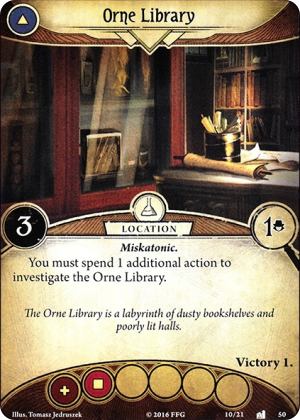 Orne Library
3
LOCATION
1
Miskatonic.
You must spend 1 additional action to
investigate the Orne Library.
The Orne Library is a labyrinth of dusty bookshelves and
poorly lit halls.
Victory 1.
Illus. Tomasz Jedruszek
© 2016 FFG
10/21
50